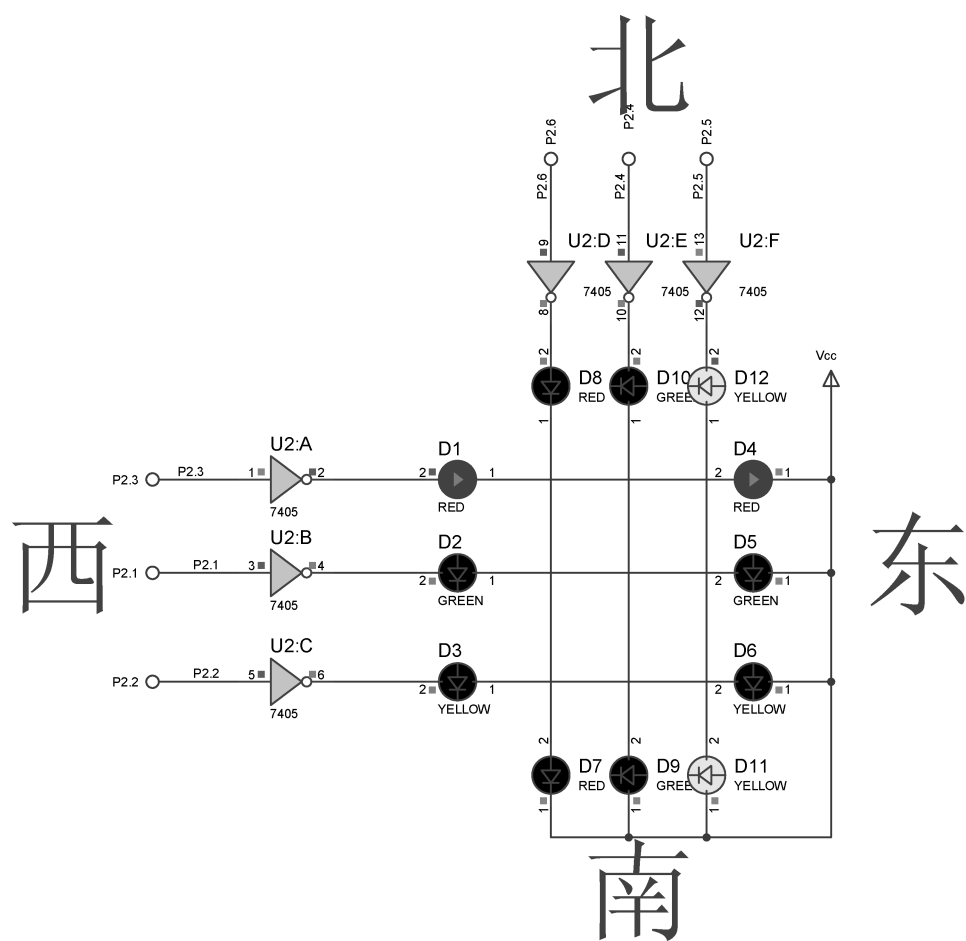 北
P2.6
P2.4
P2.5
P2.6
P2.4
P2.5
9
11
13
U2:D
U2:E
U2:F
7405
7405
7405
8
10
12
2
2
2
D8
RED
D10
GREE
D12
YELLOW
1
1
1
Vcc
U2:A
P2.3
P2.3
1
2
7405
D1
2
1
RED
D4
2
1
RED
西
东
U2:B
P2.1
P2.1
3
4
7405
D2
2
1
GREEN
D5
2
1
GREEN
U2:C
P2.2
P2.2
5
6
7405
D3
2
1
YELLOW
D6
2
1
YELLOW
2
2
2
D7
RED
D9
GREE
D11
YELLOW
1
1
1
南